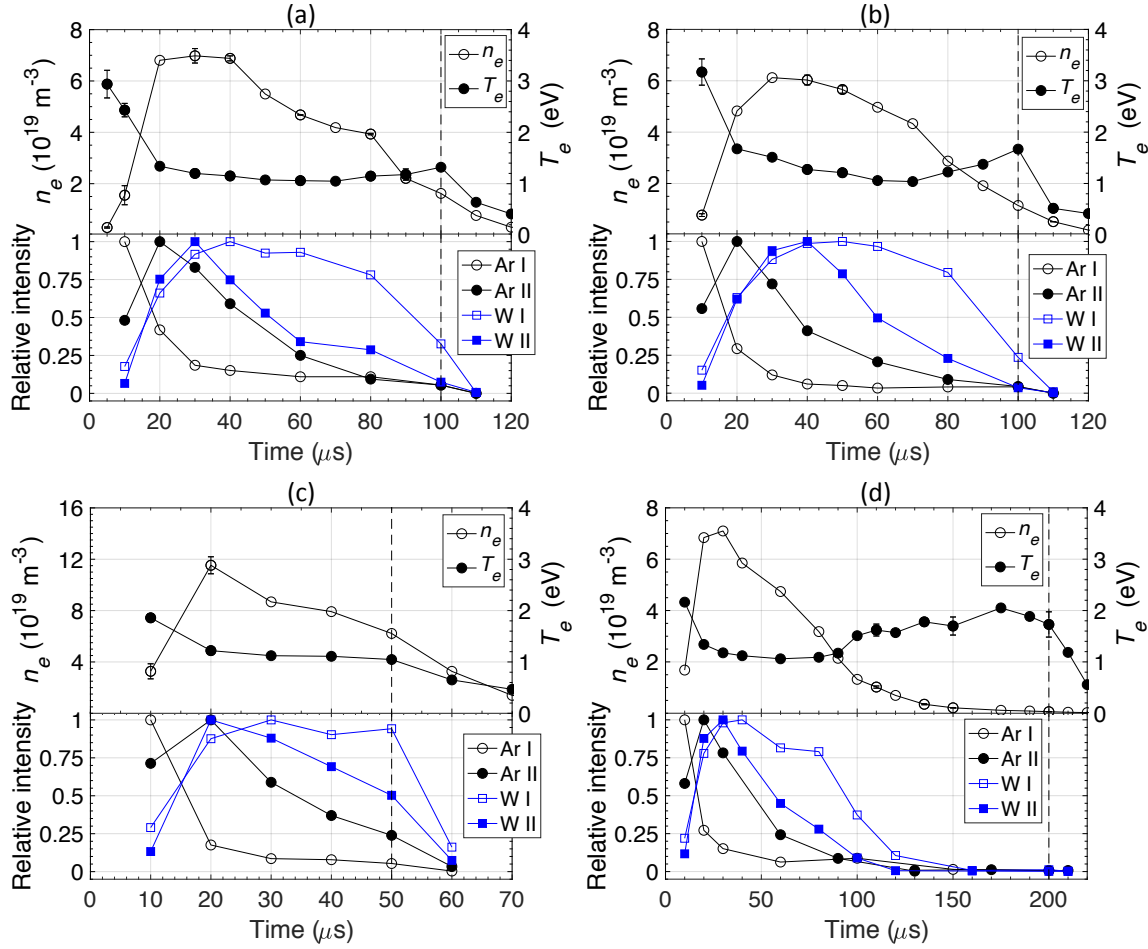 (a)
8
6
4
2
n_e (10^19 m^-3)
4
3
2
1
0
T_e (eV)
n_e
T_e
1
0.75
0.5
0.25
0
Relative intensity
Ar I
Ar II
W I
W II
0 20 40 60 80 100 120
Time (μs)
(b)
8
6
4
2
n_e (10^19 m^-3)
4
3
2
1
0
T_e (eV)
n_e
T_e
1
0.75
0.5
0.25
0
Relative intensity
Ar I
Ar II
W I
W II
0 20 40 60 80 100 120
Time (μs)
(c)
16
12
8
4
n_e (10^19 m^-3)
4
3
2
1
0
T_e (eV)
n_e
T_e
1
0.75
0.5
0.25
0
Relative intensity
Ar I
Ar II
W I
W II
0 10 20 30 40 50 60 70
Time (μs)
(d)
8
6
4
2
n_e (10^19 m^-3)
4
3
2
1
0
T_e (eV)
n_e
T_e
1
0.75
0.5
0.25
0
Relative intensity
Ar I
Ar II
W I
W II
0 50 100 150 200
Time (μs)